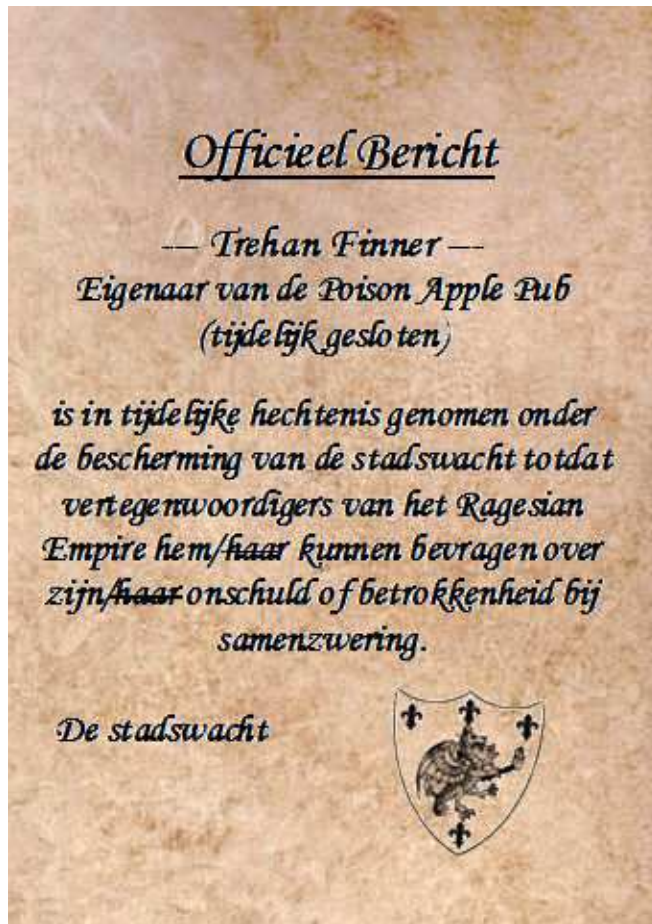 Officieel Bericht
— Trehan Finner —
Eigenaar van de Poison Apple Pub
(tijdelijk gesloten)
is in tijdelijke hechtenis genomen onder
de bescherming van de stadswacht totdat
vertegenwoordigers van het Ragesian
Empire hem/haar kunnen bevragen over
zijn/haar onschuld of betrokkenheid bij
samenzwering.
De stadswacht